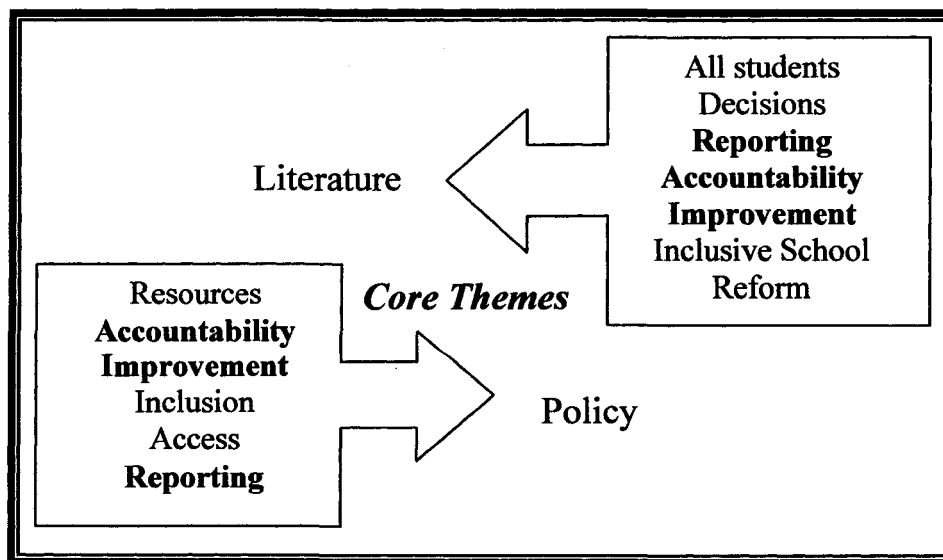 All students
Decisions
Reporting
Accountability
Improvement
Inclusive School
Reform
Literature
Core Themes
Resources
Accountability
Improvement
Inclusion
Access
Reporting
Policy